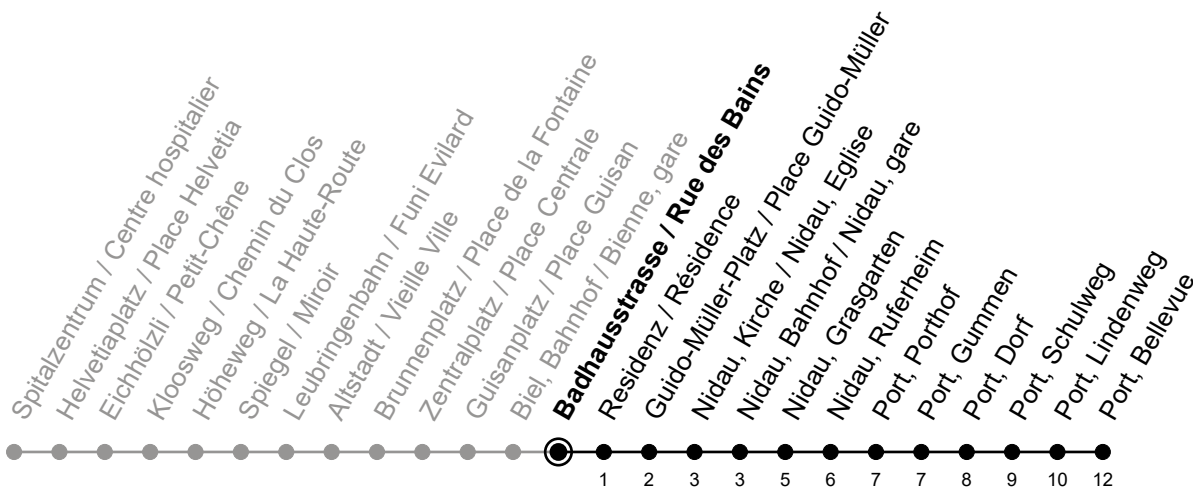 Spitalzentrum / Centre hospitalier
Helvetiaplatz / Place Helvetia
Eichhölzli / Petit-Chêne
Kloosweg / Chemin du Clos
Höheweg / La Haute-Route
Spiegel / Miroir
Leubringenbahn / Funi Evilard
Altstadt / Vieille Ville
Brunnenplatz / Place de la Fontaine
Zentralplatz / Place Centrale
Guisanplatz / Place Guisan
Biel, Bahnhof / Bienne, gare
Badhausstrasse / Rue des Bains
Residenz / Résidence
Guido-Müller-Platz / Place Guido-Müller
Nidau, Kirche / Nidau, Eglise
Nidau, Bahnhof / Nidau, gare
Nidau, Grasgarten
Nidau, Ruferheim
Port, Porthof
Port, Gummen
Port, Dorf
Port, Schulweg
Port, Lindenweg
Port, Bellevue
1 2 3 3 5 6 7 7 8 9 10 12